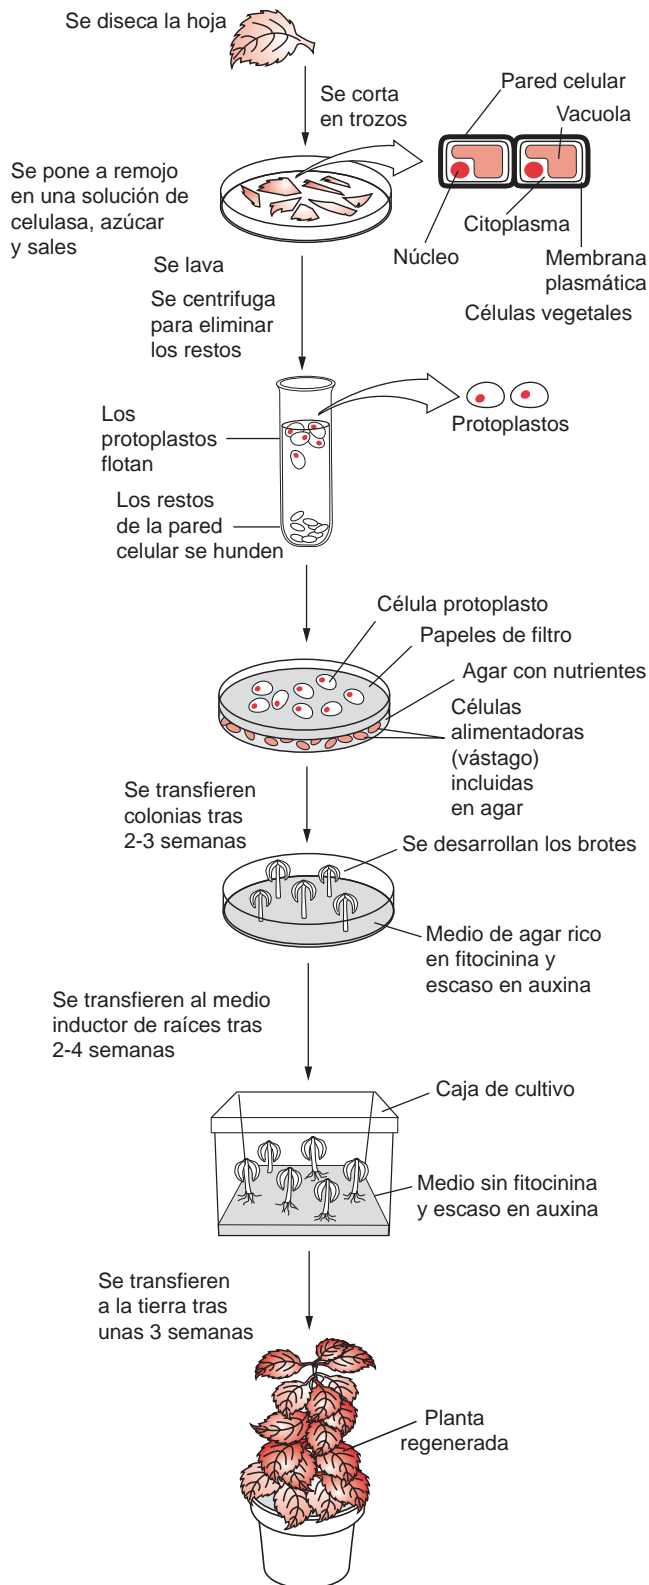 Se diseca la hoja
Se corta
en trozos
Pared celular
Vacuola
Se pone a remojo
en una solución de
celulasa, azúcar
y sales
Citoplasma
Núcleo
Membrana
plasmática
Células vegetales
Se lava
Se centrifuga
para eliminar
los restos
Los
protoplastos
flotan
Protoplastos
Los restos
de la pared
celular se hunden
Célula protoplasto
Papeles de filtro
Agar con nutrientes
Células
alimentadoras
(vástago)
incluidas
en agar
Se transfieren
colonias tras
2-3 semanas
Se desarrollan los brotes
Medio de agar rico
en fitocinina y
escaso en auxina
Se transfieren al medio
inductor de raíces tras
2-4 semanas
Caja de cultivo
Medio sin fitocinina
y escaso en auxina
Se transfieren
a la tierra tras
unas 3 semanas
Planta
regenerada